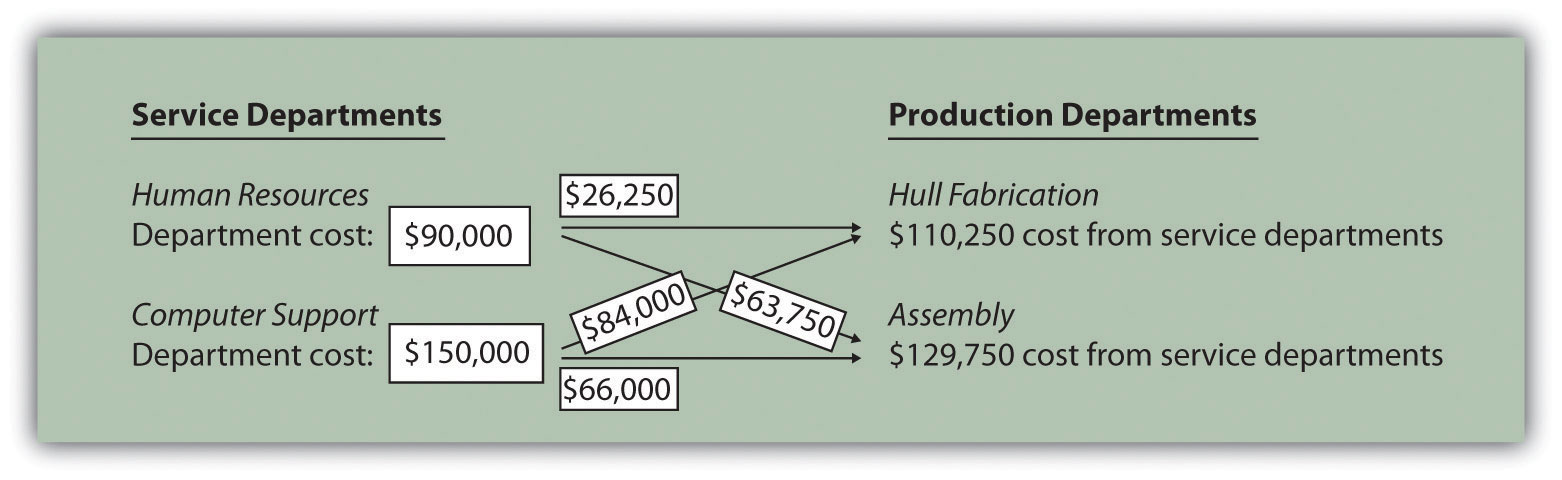 Service Departments
Production Departments
Human Resources
Department cost:
$90,000
$26,250
Hull Fabrication
$110,250 cost from service departments
Computer Support
Department cost:
$150,000
$84,000
$63,750
$66,000
Assembly
$129,750 cost from service departments